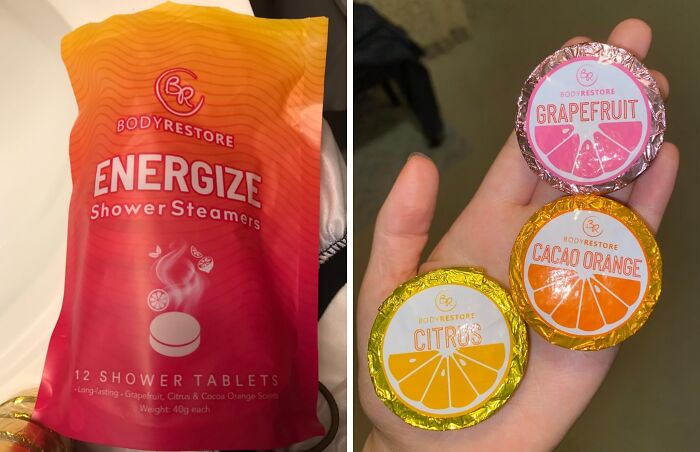 BR
BODYRESTORE
ENERGIZE
Shower Steamers
12 SHOWER TABLETS
- Long-lasting - Grapefruit, Citrus & Cocoa Orange Scents
Weight: 40g each
BR
BODYRESTORE
GRAPEFRUIT
BR
BODYRESTORE
CACAO ORANGE
BR
BODYRESTORE
CITRUS